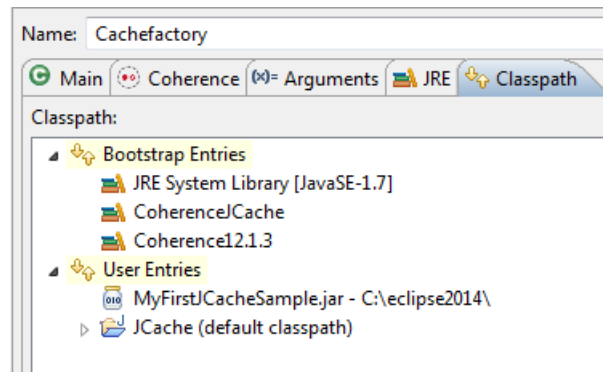 Name: Cachefactory
Main Coherence (x)= Arguments JRE Classpath
Classpath:
Bootstrap Entries
JRE System Library [JavaSE-1.7]
CoherenceJCache
Coherence12.1.3
User Entries
MyFirstJCacheSample.jar - C:\eclipse2014\
JCache (default classpath)